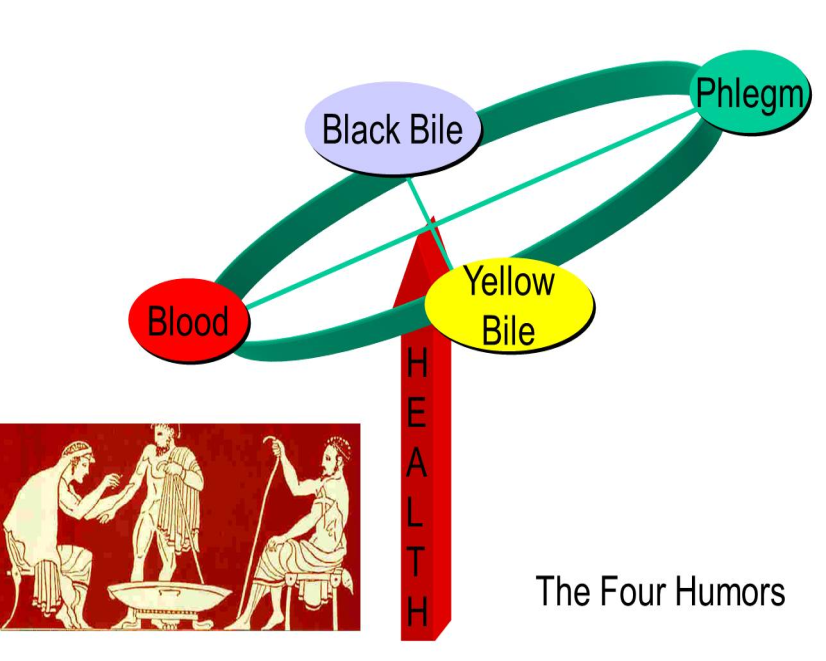 Phlegm
Black Bile
Yellow
Bile
Blood
H
E
A
L
T
H
The Four Humors